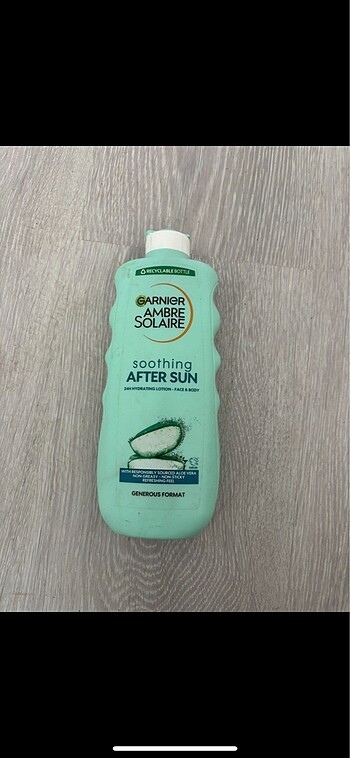 RECYCLABLE BOTTLE
GARNIER
AMBRE
SOLAIRE
soothing
AFTER SUN
24H HYDRATING LOTION - FACE & BODY
WITH RESPONSIBLY SOURCED ALOE VERA
NON-GREASY - NON-STICKY
REFRESHING FEEL
GENEROUS FORMAT